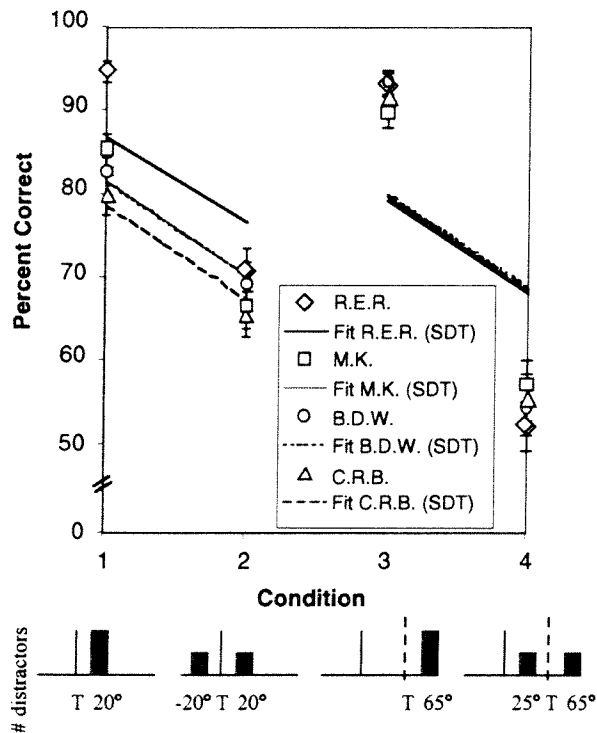 100
90
80
70
60
50
0
Percent Correct
R.E.R.
Fit R.E.R. (SDT)
M.K.
Fit M.K. (SDT)
B.D.W.
Fit B.D.W. (SDT)
C.R.B.
Fit C.R.B. (SDT)
1 2 3 4
Condition
# distractors
T 20°
-20° T 20°
T 65°
25° T 65°